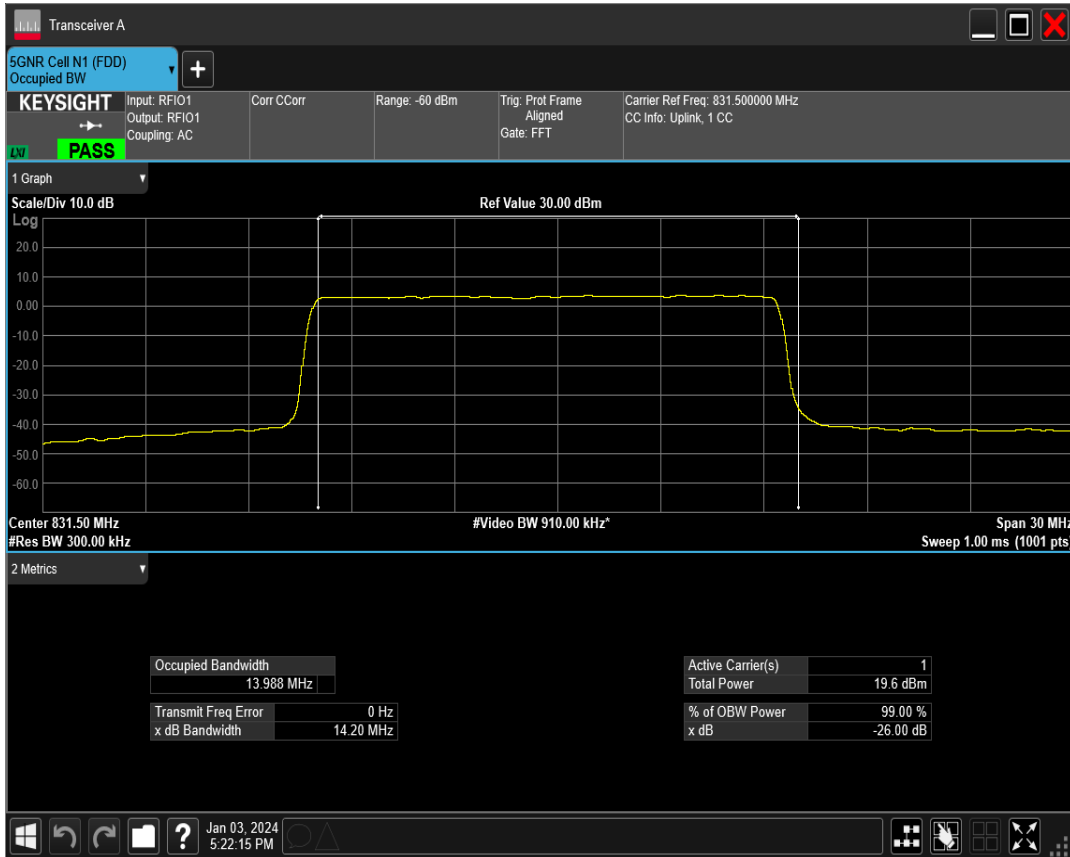 Transceiver A
5GNR Cell N1 (FDD)
Occupied BW
+
KEYSIGHT
LXI
PASS
Input: RFIO1
Output: RFIO1
Coupling: AC
Corr CCorr
Range: -60 dBm
Trig: Prot Frame
Aligned
Gate: FFT
Carrier Ref Freq: 831.500000 MHz
CC Info: Uplink, 1 CC
1 Graph
Scale/Div 10.0 dB
Ref Value 30.00 dBm
Log
20.0
10.0
0.00
-10.0
-20.0
-30.0
-40.0
-50.0
-60.0
Center 831.50 MHz
#Video BW 910.00 kHz*
Span 30 MHz
#Res BW 300.00 kHz
Sweep 1.00 ms (1001 pts)
2 Metrics
Occupied Bandwidth
13.988 MHz
Transmit Freq Error 0 Hz
x dB Bandwidth 14.20 MHz
Active Carrier(s) 1
Total Power 19.6 dBm
% of OBW Power 99.00 %
x dB -26.00 dB
?
Jan 03, 2024
5:22:15 PM